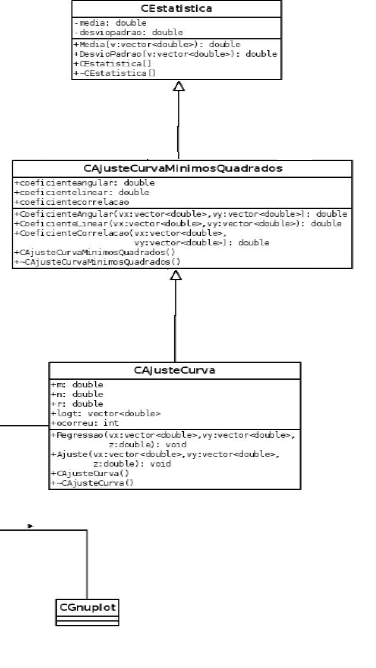 CEstatistica
-media: double
-desviopadrao: double
+Media(v:vector<double>): double
+DesvioPadrao(v:vector<double>): double
+CEstatistica()
+~CEstatistica()
CAjusteCurvaMinimosQuadrados
+coeficienteangular: double
+coeficientelinear: double
+coeficientecorrelacao
+CoeficienteAngular(vx:vector<double>,vy:vector<double>): double
+CoeficienteLinear(vx:vector<double>,vy:vector<double>): double
+CoeficienteCorrelacao(vx:vector<double>,
vy:vector<double>): double
+CAjusteCurvaMinimosQuadrados()
+~CAjusteCurvaMinimosQuadrados()
CAjusteCurva
+m: double
+n: double
+r: double
+logt: vector<double>
+ocorreu: int
+Regressao(vx:vector<double>,vy:vector<double>,
z:double): void
+Ajuste(vx:vector<double>,vy:vector<double>,
z:double): void
+CAjusteCurva()
+~CAjusteCurva()
CGnuplot